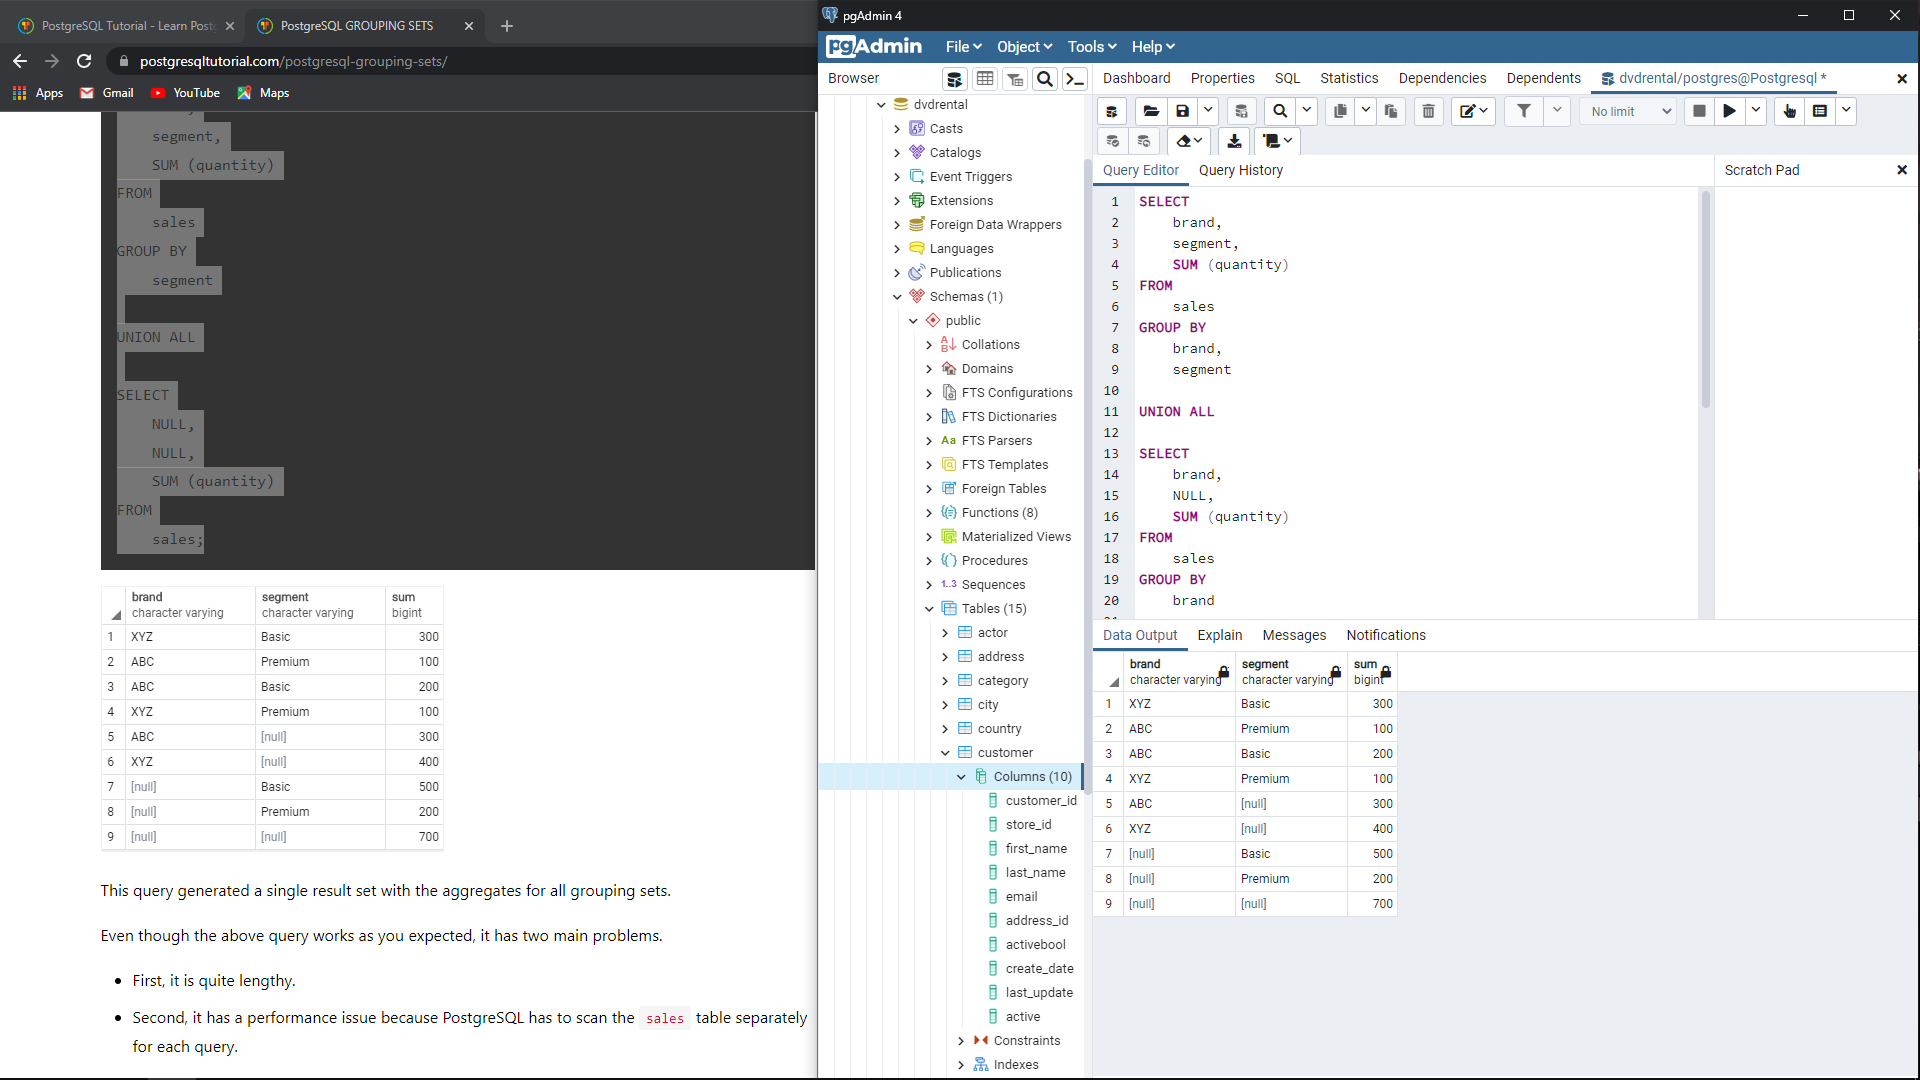 PostgreSQL Tutorial - Learn Post
PostgreSQL GROUPING SETS
postgresqltutorial.com/postgresql-grouping-sets/
Apps
Gmail
YouTube
Maps
segment,
SUM (quantity)
FROM
sales
GROUP BY
segment
UNION ALL
SELECT
NULL,
NULL,
SUM (quantity)
FROM
sales;
brand segment sum
character varying character varying bigint
1 XYZ Basic 300
2 ABC Premium 100
3 ABC Basic 200
4 XYZ Premium 100
5 ABC [null] 300
6 XYZ [null] 400
7 [null] Basic 500
8 [null] Premium 200
9 [null] [null] 700
This query generated a single result set with the aggregates for all grouping sets.
Even though the above query works as you expected, it has two main problems.
• First, it is quite lengthy.
• Second, it has a performance issue because PostgreSQL has to scan the sales table separately
for each query.
pgAdmin 4
pgAdmin File Object Tools Help
Browser
dvdrental
Casts
Catalogs
Event Triggers
Extensions
Foreign Data Wrappers
Languages
Publications
Schemas (1)
public
Collations
Domains
FTS Configurations
FTS Dictionaries
Aa FTS Parsers
FTS Templates
Foreign Tables
Functions (8)
Materialized Views
Procedures
1..3 Sequences
Tables (15)
actor
address
category
city
country
customer
Columns (10)
customer_id
store_id
first_name
last_name
email
address_id
activebool
create_date
last_update
active
Constraints
Indexes
Dashboard Properties SQL Statistics Dependencies Dependents dvdrental/postgres@Postgresql *
No limit
Query Editor Query History
Scratch Pad
1 SELECT
2 brand,
3 segment,
4 SUM (quantity)
5 FROM
6 sales
7 GROUP BY
8 brand,
9 segment
10
11 UNION ALL
12
13 SELECT
14 brand,
15 NULL,
16 SUM (quantity)
17 FROM
18 sales
19 GROUP BY
20 brand
Data Output Explain Messages Notifications
brand segment sum
character varying character varying bigint
1 XYZ Basic 300
2 ABC Premium 100
3 ABC Basic 200
4 XYZ Premium 100
5 ABC [null] 300
6 XYZ [null] 400
7 [null] Basic 500
8 [null] Premium 200
9 [null] [null] 700